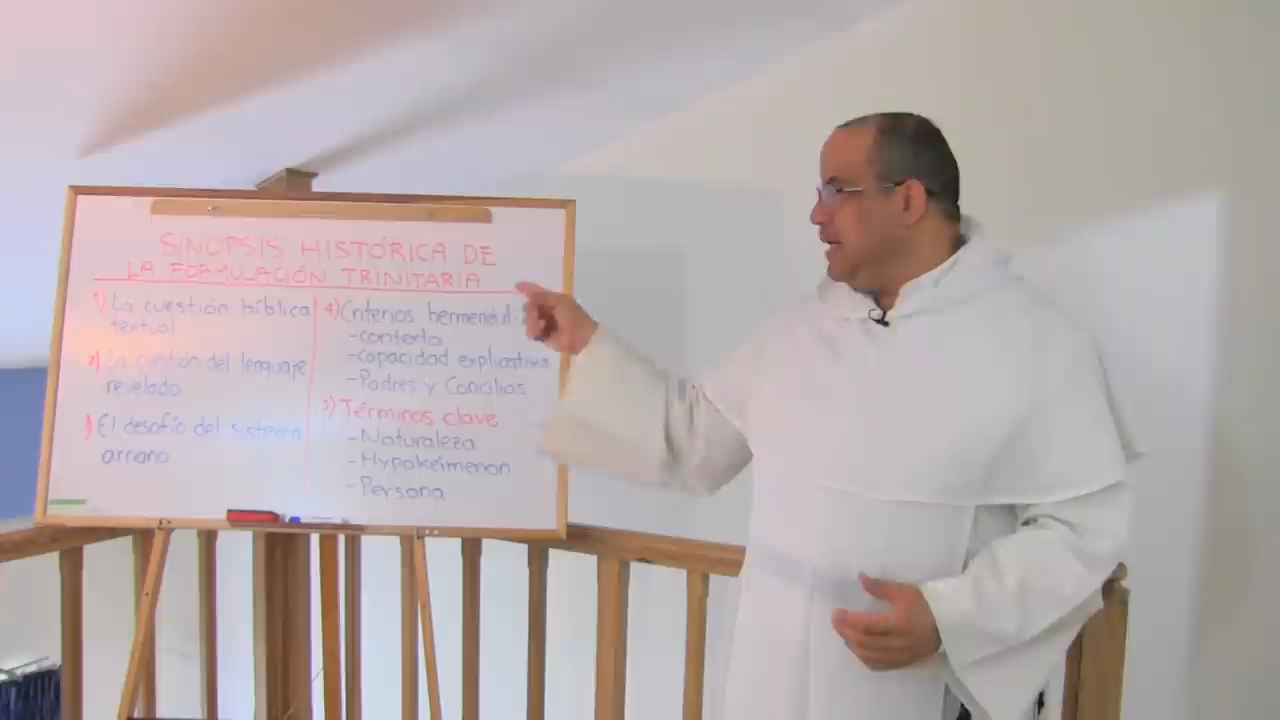 SINOPSIS HISTÓRICA DE
LA FORMULACIÓN TRINITARIA
1) La cuestión bíblica
textual
2) La cuestión del lenguaje
revelado
3) El desafío del sistema
arriano
4) Criterios
- contexto
- capacidad explicativa
- Padres y Concilios
5) Términos clave
- Naturaleza
- Hypokeímenon
- Persona